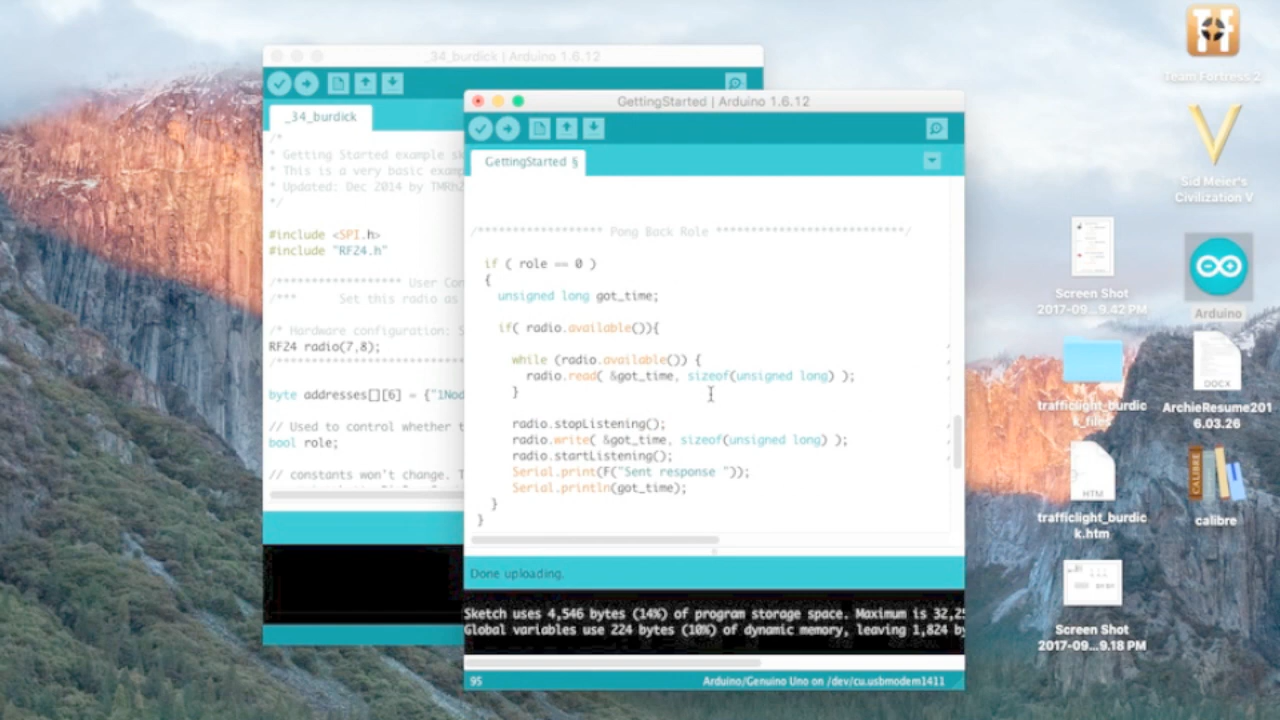 _34_burdick | Arduino 1.6.12
_34_burdick
/*
* Getting Started example sk
* This is a very basic examp
* Updated: Dec 2014 by TMRh2
*/
#include <SPI.h>
#include "RF24.h"
/****************** User Con
/*** Set this radio as
/* Hardware configuration: S
RF24 radio(7,8);
byte addresses[][6] = {"1Nod
// Used to control whether t
bool role;
// constants won't change. T
GettingStarted | Arduino 1.6.12
GettingStarted §
/****************** Pong Back Role ***************************/
if ( role == 0 )
{
unsigned long got_time;
if( radio.available()){
while (radio.available()) {
radio.read( &got_time, sizeof(unsigned long) );
}
radio.stopListening();
radio.write( &got_time, sizeof(unsigned long) );
radio.startListening();
Serial.print(F("Sent response "));
Serial.println(got_time);
}
}
Done uploading.
Sketch uses 4,546 bytes (14%) of program storage space. Maximum is 32,25
Global variables use 224 bytes (10%) of dynamic memory, leaving 1,824 by
95
Arduino/Genuino Uno on /dev/cu.usbmodem1411
Team Fortress 2
Sid Meier's
Civilization V
Screen Shot
2017-09...9.42 PM
Arduino
trafficlight-burdic
k_files
DOCX
ArchieResume201
6.03.26
HTM
trafficlight_burdic
k.htm
CALIBRE
calibre
Screen Shot
2017-09...9.18 PM